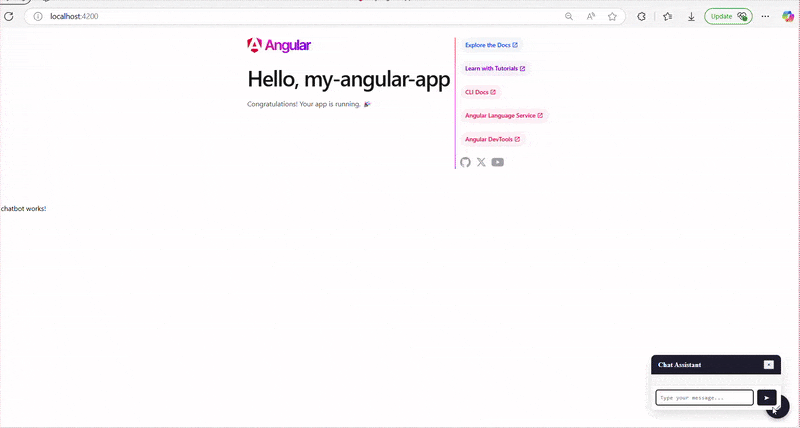 localhost:4200
Update
Angular
Hello, my-angular-app
Congratulations! Your app is running. 🎉
Explore the Docs
Learn with Tutorials
CLI Docs
Angular Language Service
Angular DevTools
chatbot works!
Chat Assistant
Type your message...